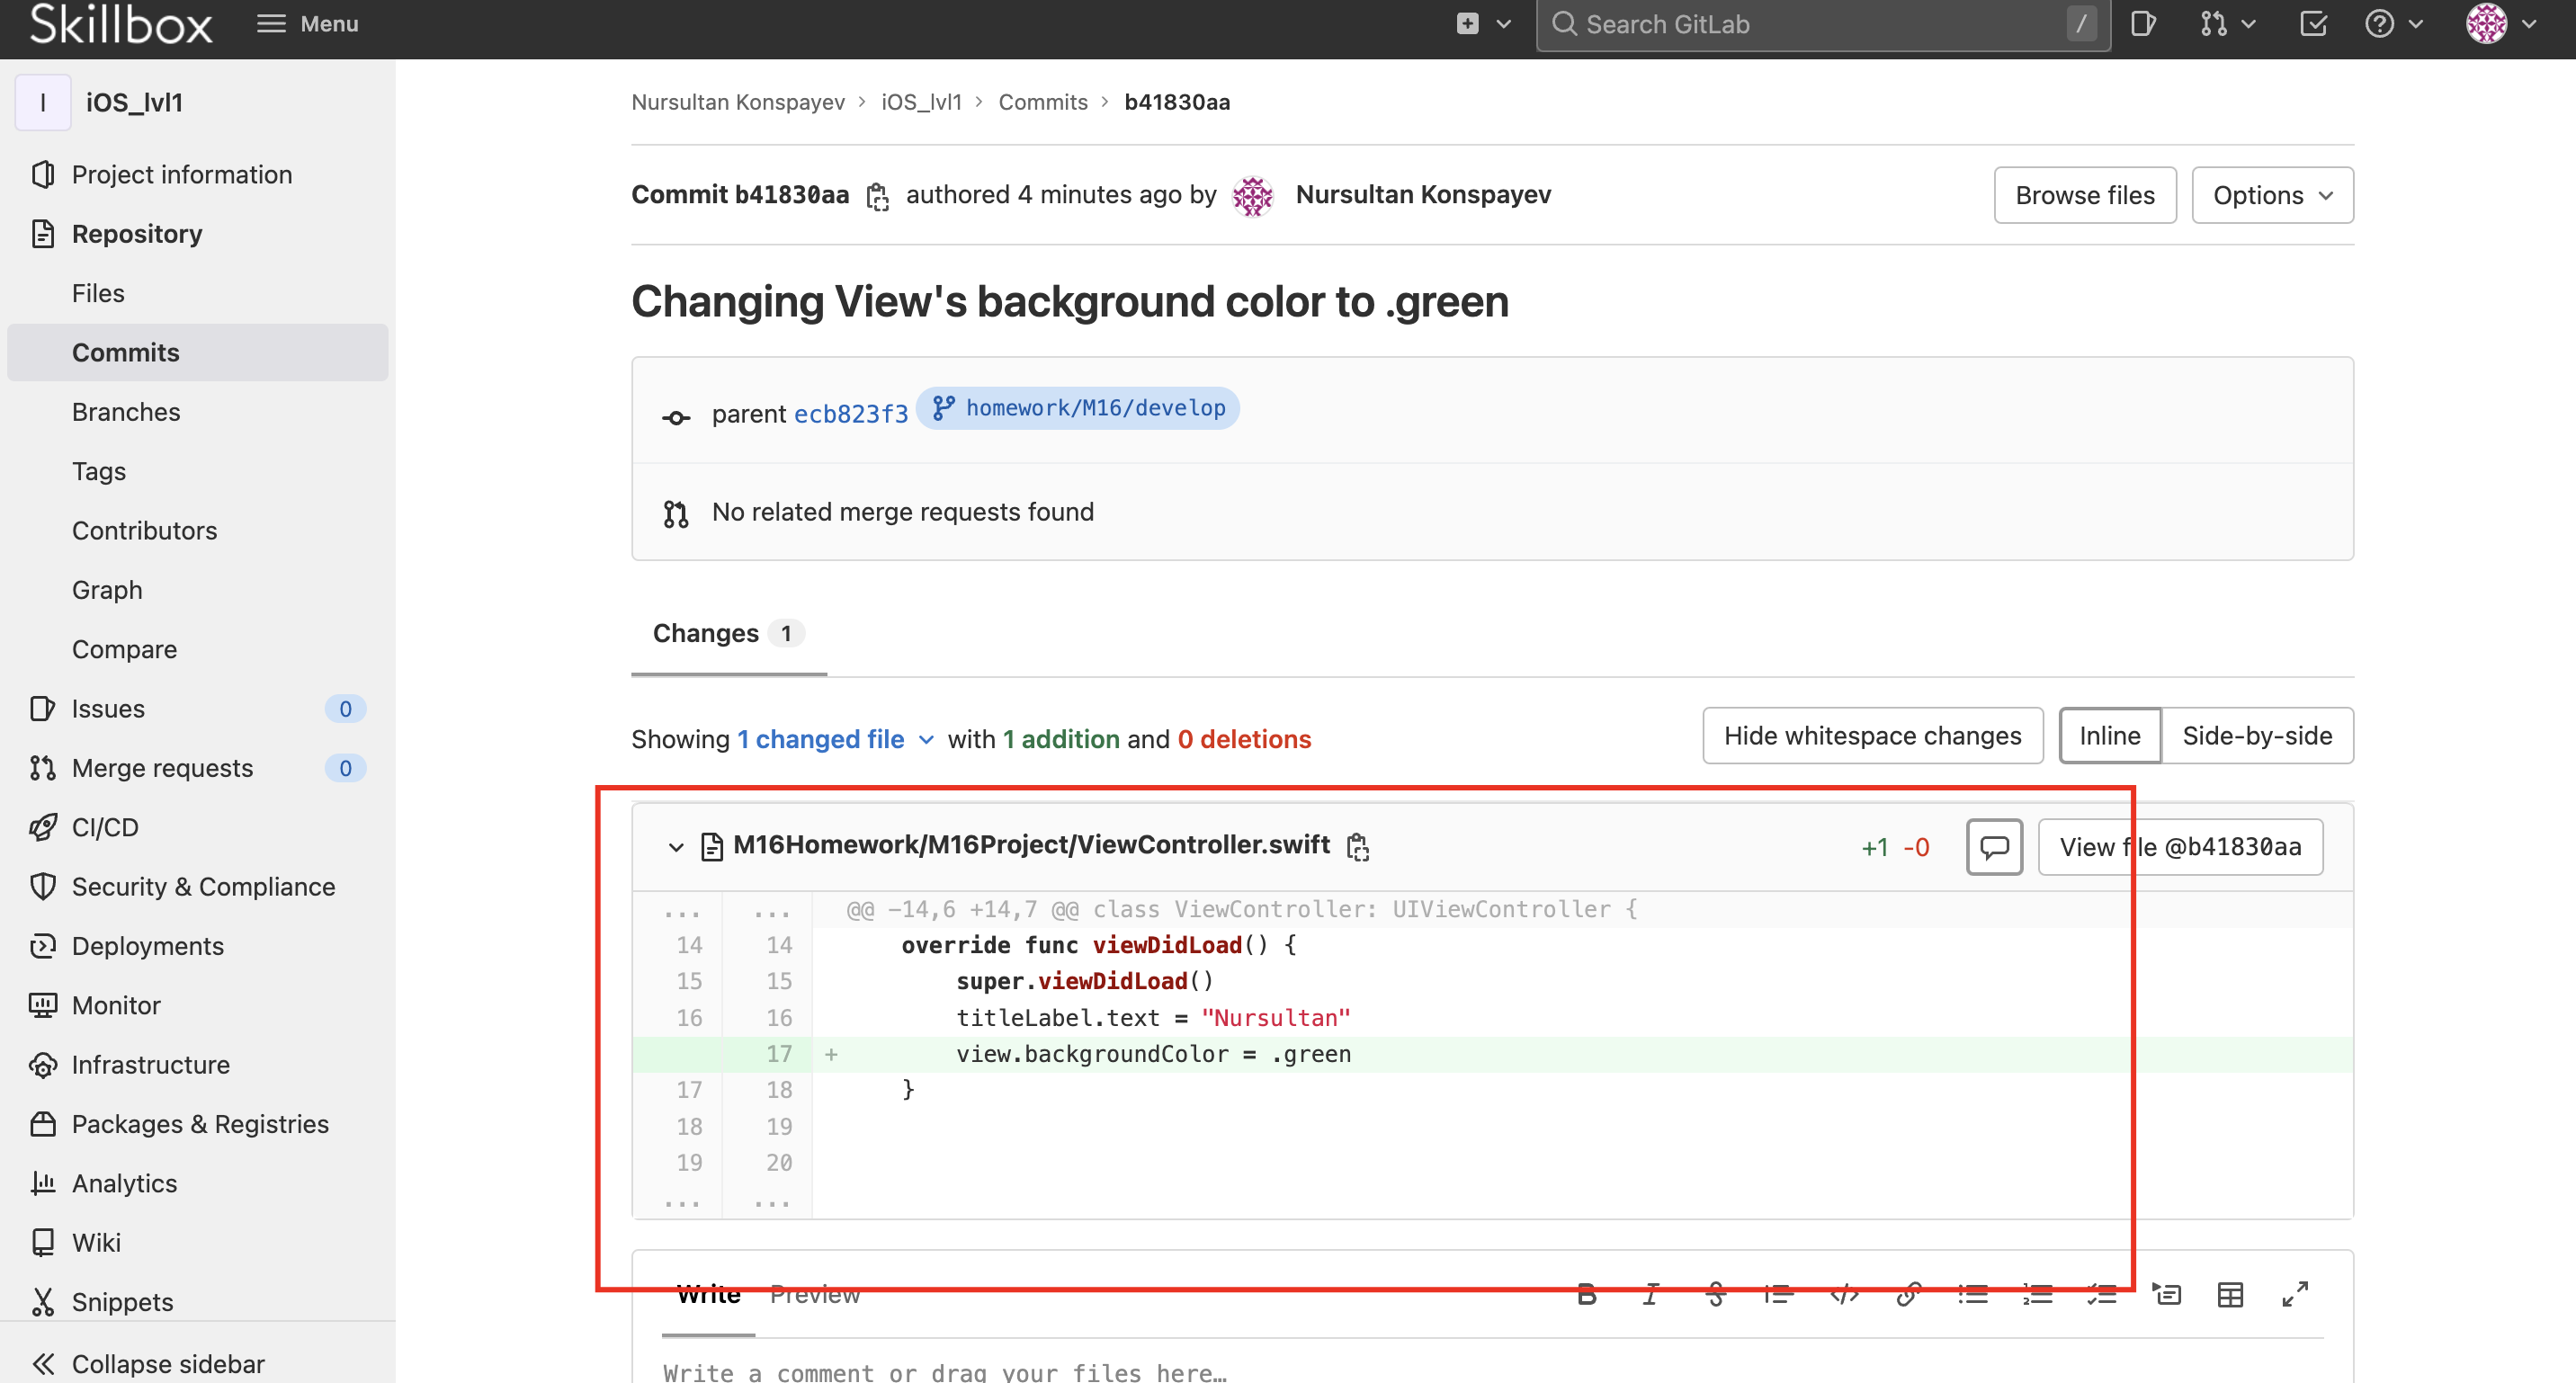 Skillbox Menu Search GitLab /
I iOS_lvl1
Project information
Repository
Files
Commits
Branches
Tags
Contributors
Graph
Compare
Issues 0
Merge requests 0
CI/CD
Security & Compliance
Deployments
Monitor
Infrastructure
Packages & Registries
Analytics
Wiki
Snippets
Collapse sidebar
Nursultan Konspayev › iOS_lvl1 › Commits › b41830aa
Commit b41830aa authored 4 minutes ago by Nursultan Konspayev Browse files Options
Changing View's background color to .green
parent ecb823f3 homework/M16/develop
No related merge requests found
Changes 1
Showing 1 changed file with 1 addition and 0 deletions Hide whitespace changes Inline Side-by-side
M16Homework/M16Project/ViewController.swift +1 -0 View file @b41830aa
... ... @@ -14,6 +14,7 @@ class ViewController: UIViewController {
14 14 override func viewDidLoad() {
15 15 super.viewDidLoad()
16 16 titleLabel.text = "Nursultan"
17 + view.backgroundColor = .green
17 18 }
18 19
19 20
... ...
Write Preview
Write a comment or drag your files here…